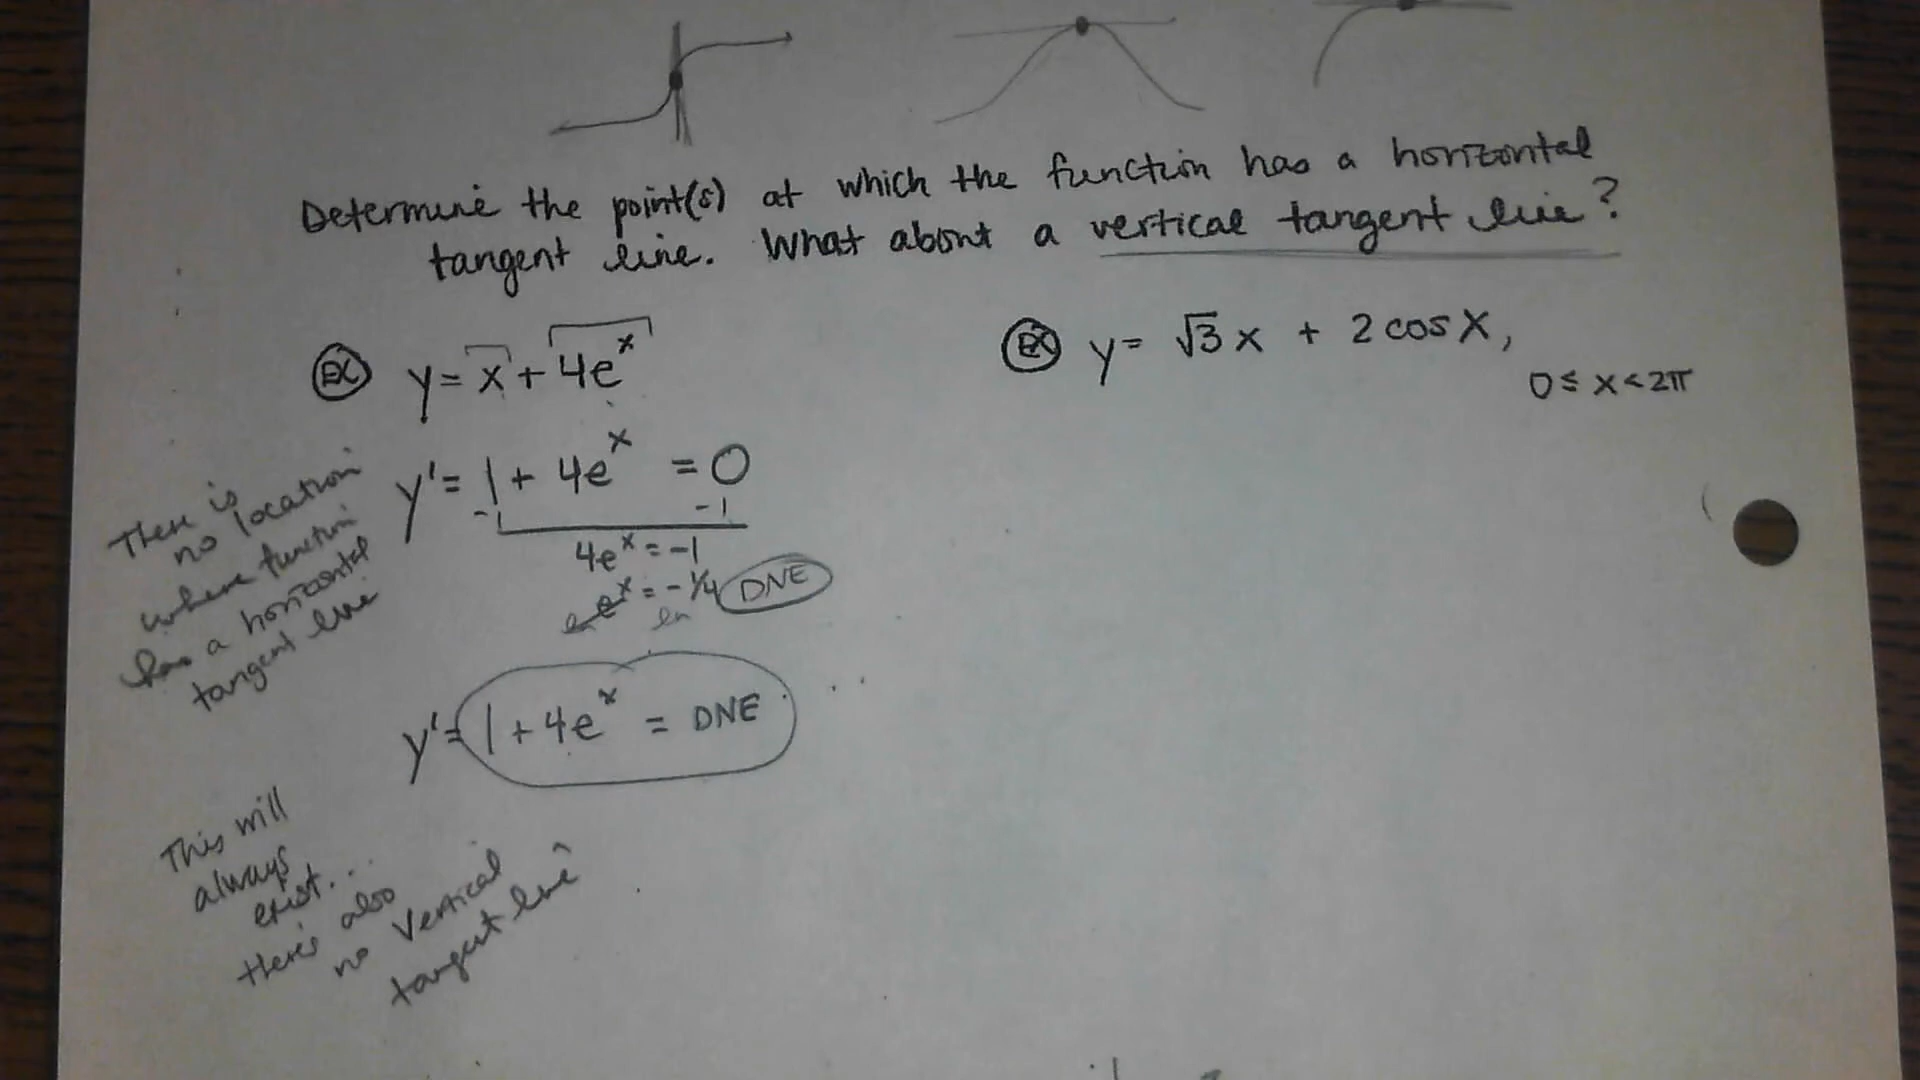 Determine the point(s) at which the function has a horizontal
tangent line. What about a vertical tangent line?
EX y = x + 4e^x
y' = 1 + 4e^x = 0
-1 -1
4e^x = -1
ln e^x = -1/4 DNE
ln
There is
no location
where function
has a horizontal
tangent line
y' = 1 + 4e^x = DNE
This will
always
exist...
there's also
no vertical
tangent line
EX y = √3 x + 2 cos X,
0 ≤ x < 2π